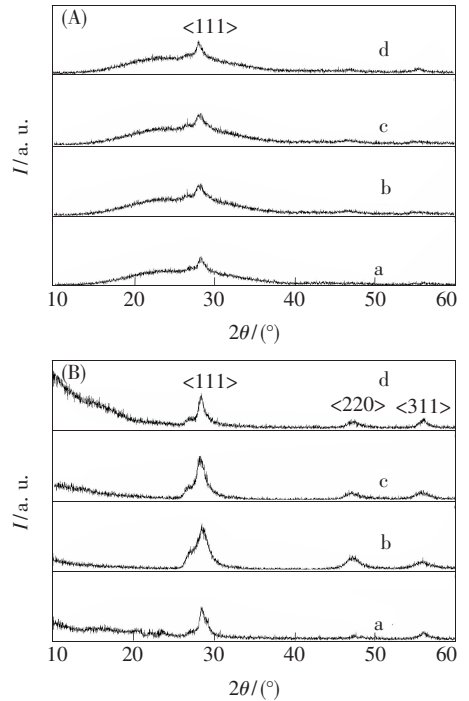 (A)
<111>
d
c
b
a
I/a. u.
10 20 30 40 50 60
2θ/(°)
(B)
<111>
d
<220> <311>
c
b
a
I/a. u.
10 20 30 40 50 60
2θ/(°)